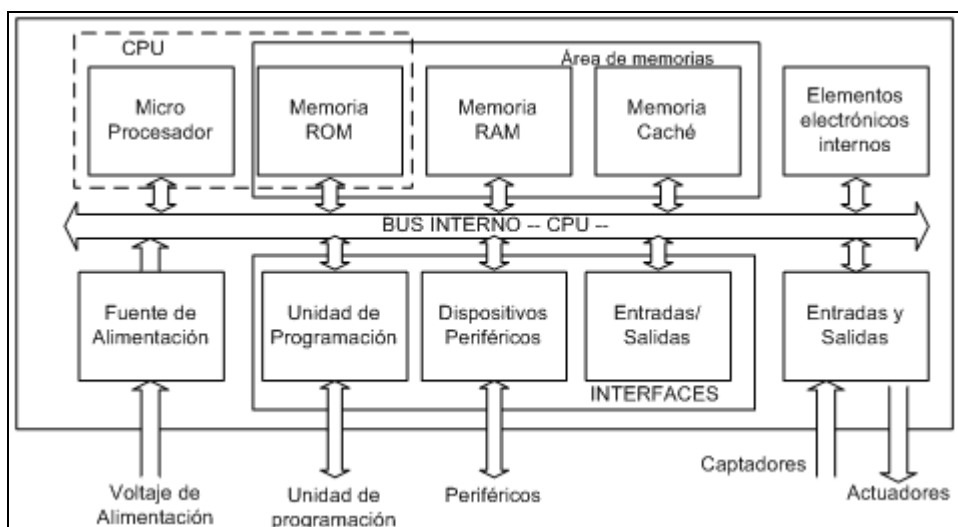 CPU
Área de memorias
Micro
Procesador
Memoria
ROM
Memoria
RAM
Memoria
Caché
Elementos
electrónicos
internos
BUS INTERNO -- CPU --
Fuente de
Alimentación
Unidad de
Programación
Dispositivos
Periféricos
Entradas/
Salidas
Entradas y
Salidas
INTERFACES
Voltaje de
Alimentación
Unidad de
programación
Periféricos
Captadores
Actuadores